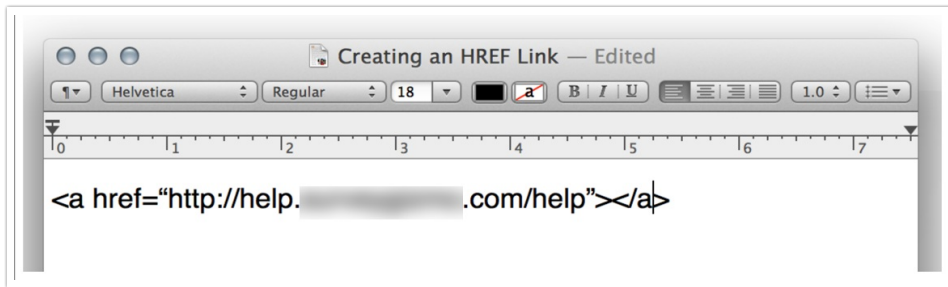 Creating an HREF Link — Edited
¶ Helvetica Regular 18 a B I U 1.0
0 1 2 3 4 5 6 7
<a href=“http://help. .com/help”></a>